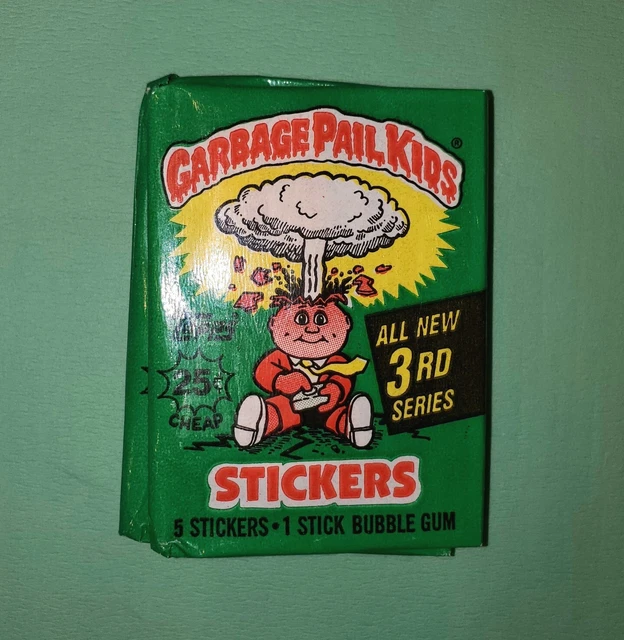 GARBAGE PAIL KIDS®
25¢
CHEAP
ALL NEW
3RD
SERIES
STICKERS
5 STICKERS • 1 STICK BUBBLE GUM